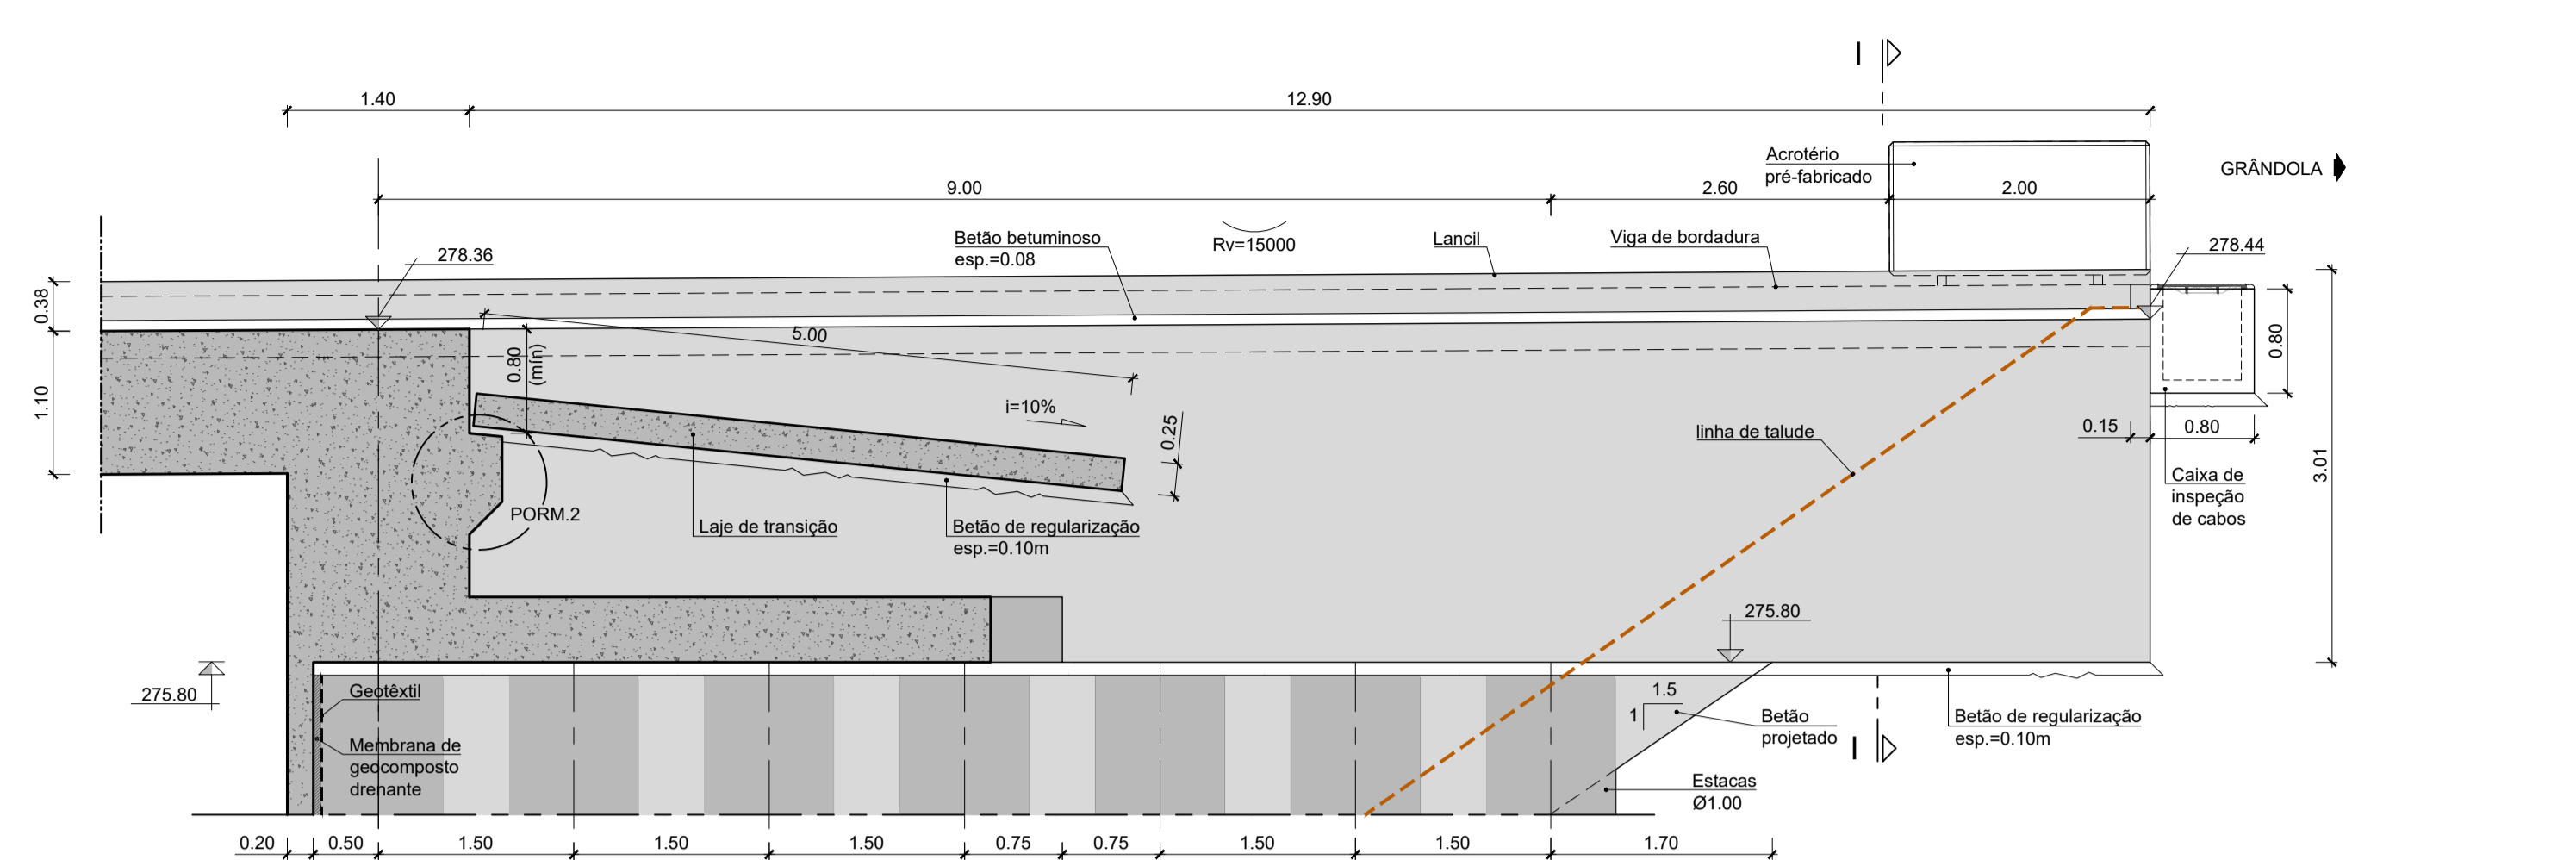 I
1.40
12.90
Acrotério
pré-fabricado
GRÂNDOLA
9.00
2.60
2.00
278.36
Betão betuminoso
esp.=0.08
Rv=15000
Lancil
Viga de bordadura
278.44
0.38
5.00
0.80
(mín)
0.80
1.10
i=10%
0.25
linha de talude
0.15
0.80
3.01
Caixa de
inspeção
de cabos
PORM.2
Laje de transição
Betão de regularização
esp.=0.10m
275.80
275.80
Geotêxtil
Membrana de
geocomposto
drenante
1.5
1
Betão
projetado
I
Betão de regularização
esp.=0.10m
Estacas
Ø1.00
0.20
0.50
1.50
1.50
1.50
0.75
0.75
1.50
1.50
1.70